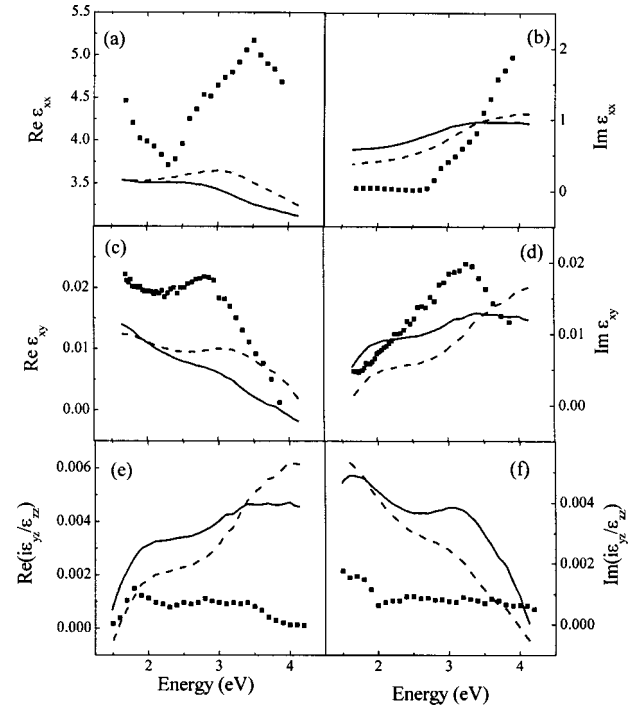 5.5
5.0
4.5
4.0
3.5
Re ε_xx
(a)
(b)
2
1
0
Im ε_xx
0.02
0.01
0.00
Re ε_xy
(c)
(d)
0.02
0.01
0.00
Im ε_xy
0.006
0.004
0.002
0.000
Re(iε_yz/ε_zz)
(e)
(f)
0.004
0.002
0.000
Im(iε_yz/ε_zz)
2 3 4
2 3 4
Energy (eV)
Energy (eV)